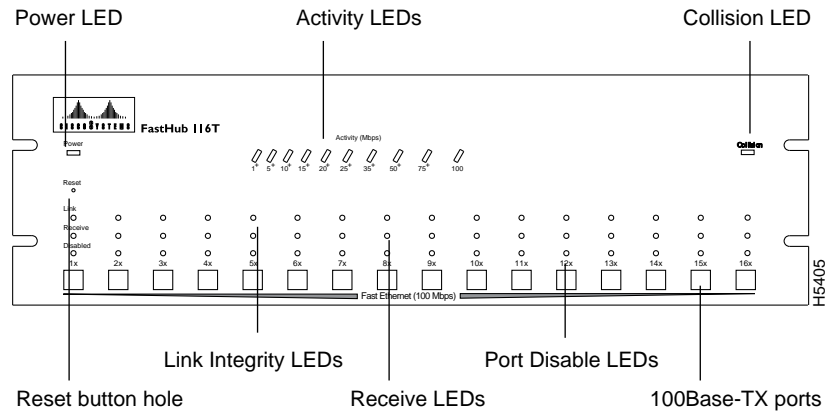 Power LED Activity LEDs Collision LED
CISCO SYSTEMS
FastHub 116T
Activity (Mbps)
Power Collision
1+ 5+ 10+ 15+ 20+ 25+ 35+ 50+ 75+ 100
Reset
Link
Receive
Disabled
1x 2x 3x 4x 5x 6x 7x 8x 9x 10x 11x 12x 13x 14x 15x 16x
Fast Ethernet (100 Mbps)
H5405
Link Integrity LEDs Port Disable LEDs
Reset button hole Receive LEDs 100Base-TX ports